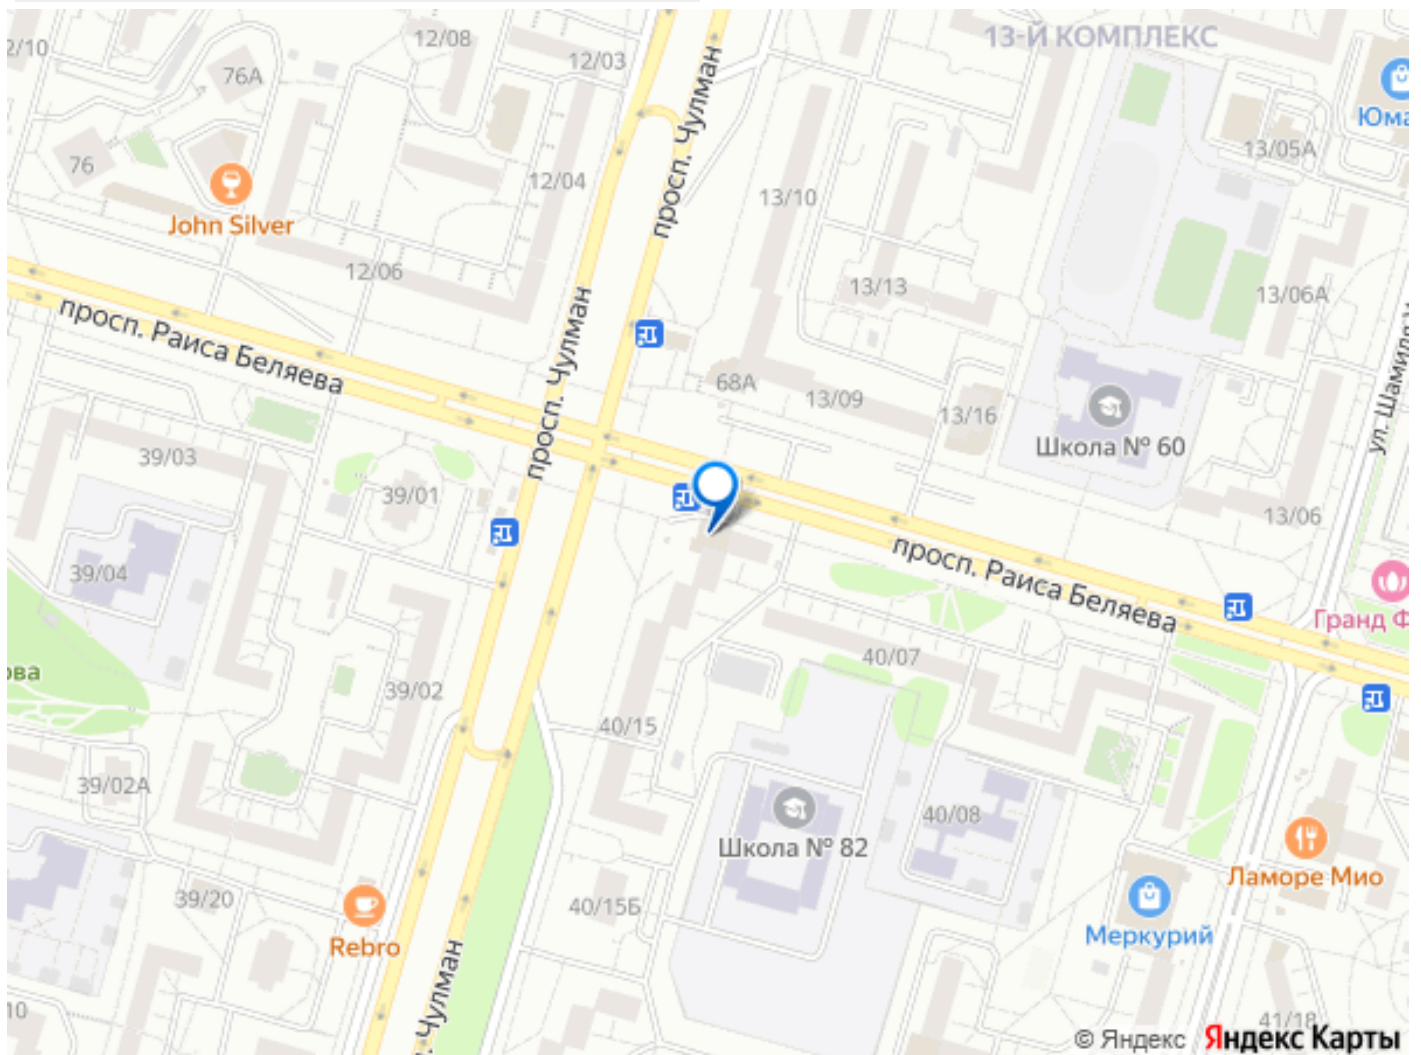 12/08
13-Й КОМПЛЕКС
2/10
12/03
76А
Юма
просп. Чулман
просп. Чулман
13/05А
76
12/04
13/10
John Silver
12/06
13/13
13/06А
просп. Раиса Беляева
просп. Чулман
68А
13/09
13/16
ул. Шамиля У
Школа № 60
39/03
39/01
13/06
39/04
просп. Раиса Беляева
Гранд Ф
ова
40/07
39/02
40/15
39/02А
40/08
Школа № 82
Ламоре Мио
39/20
40/15Б
Rebro
Меркурий
. Чулман
10
41/18
© Яндекс Яндекс Карты